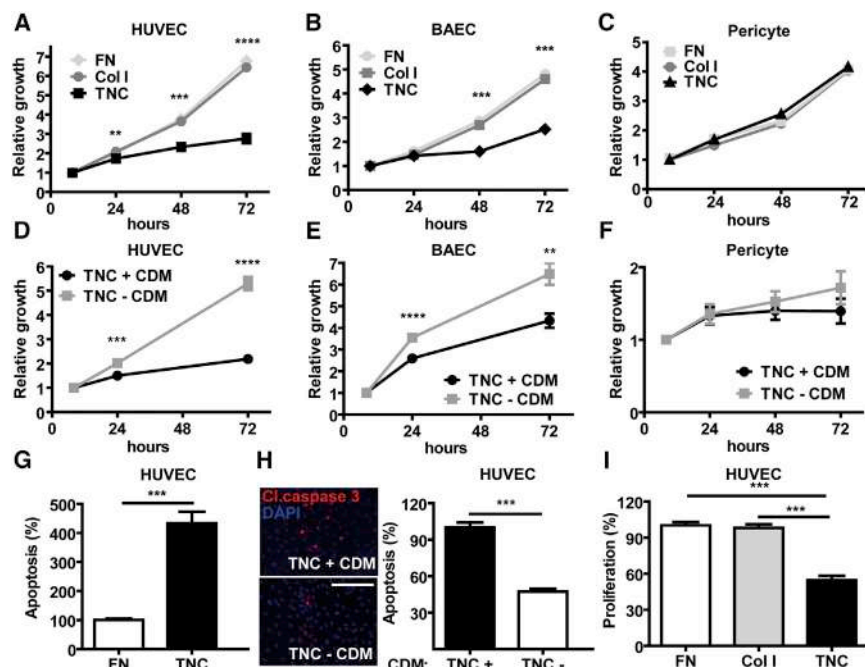 A
HUVEC
Relative growth
7
6
5
4
3
2
1
FN
Col I
TNC
**
***
****
0 24 48 72
hours
B
BAEC
Relative growth
6
5
4
3
2
1
0
FN
Col I
TNC
***
***
0 24 48 72
hours
C
Pericyte
Relative growth
5
4
3
2
1
0
FN
Col I
TNC
0 24 48 72
hours
D
HUVEC
Relative growth
6
5
4
3
2
1
0
TNC + CDM
TNC - CDM
***
****
0 24 48 72
hours
E
BAEC
Relative growth
7
6
5
4
3
2
1
0
****
**
TNC + CDM
TNC - CDM
0 24 48 72
hours
F
Pericyte
Relative growth
2
1
0
TNC + CDM
TNC - CDM
0 24 48 72
hours
G
HUVEC
***
Apoptosis (%)
500
400
300
200
100
0
FN TNC
H
Cl.caspase 3
DAPI
TNC + CDM
TNC - CDM
HUVEC
***
Apoptosis (%)
120
90
60
30
CDM: TNC + TNC -
I
HUVEC
***
***
Proliferation (%)
120
90
60
30
0
FN Col I TNC